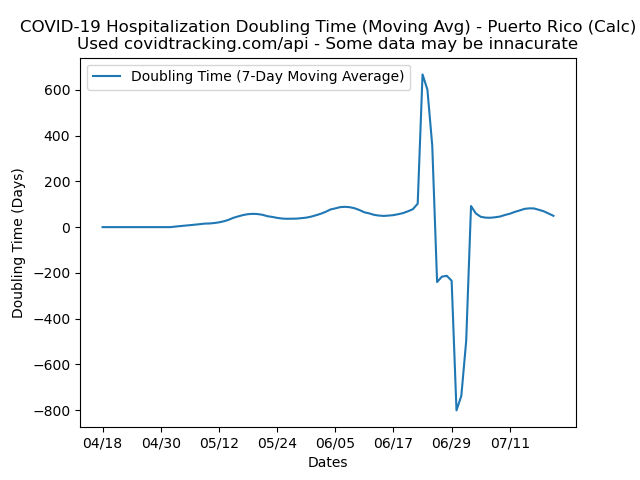 COVID-19 Hospitalization Doubling Time (Moving Avg) - Puerto Rico (Calc)
Used covidtracking.com/api - Some data may be innacurate
Doubling Time (7-Day Moving Average)
Doubling Time (Days)
600
400
200
0
−200
−400
−600
−800
04/18 04/30 05/12 05/24 06/05 06/17 06/29 07/11
Dates